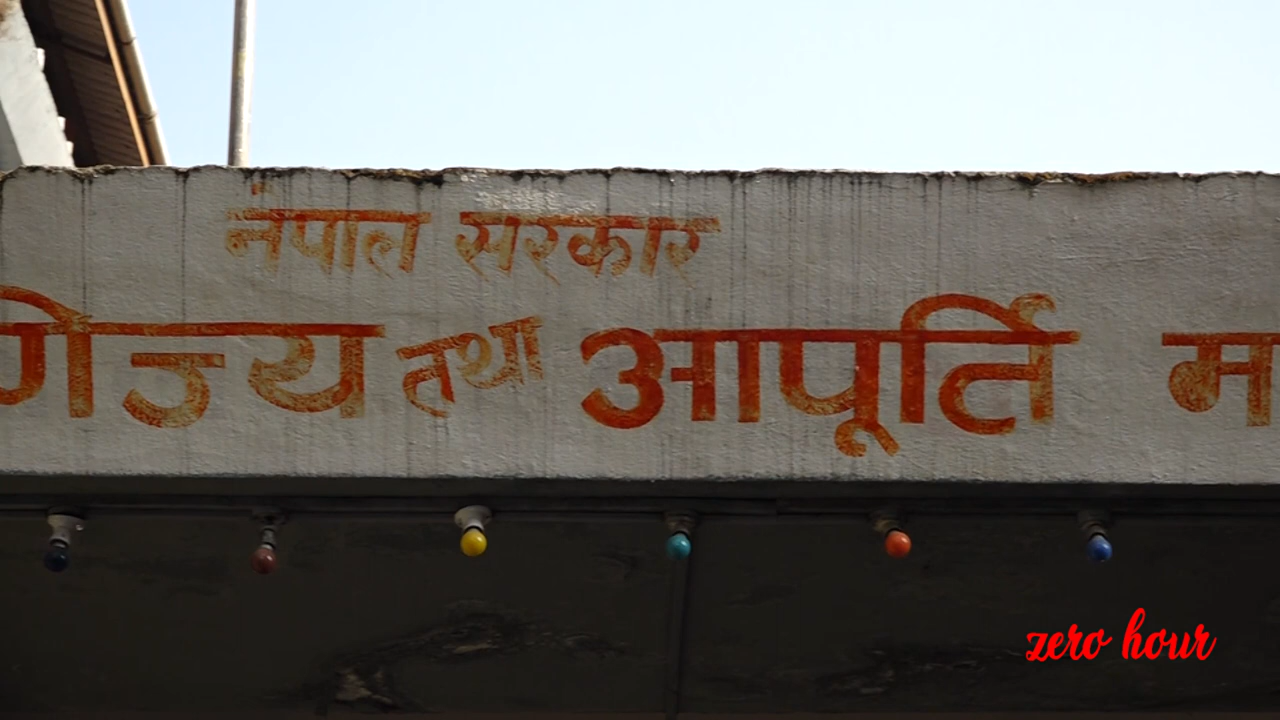 नेपाल सरकार
णिज्य तथा आपूर्ति म
zero hour